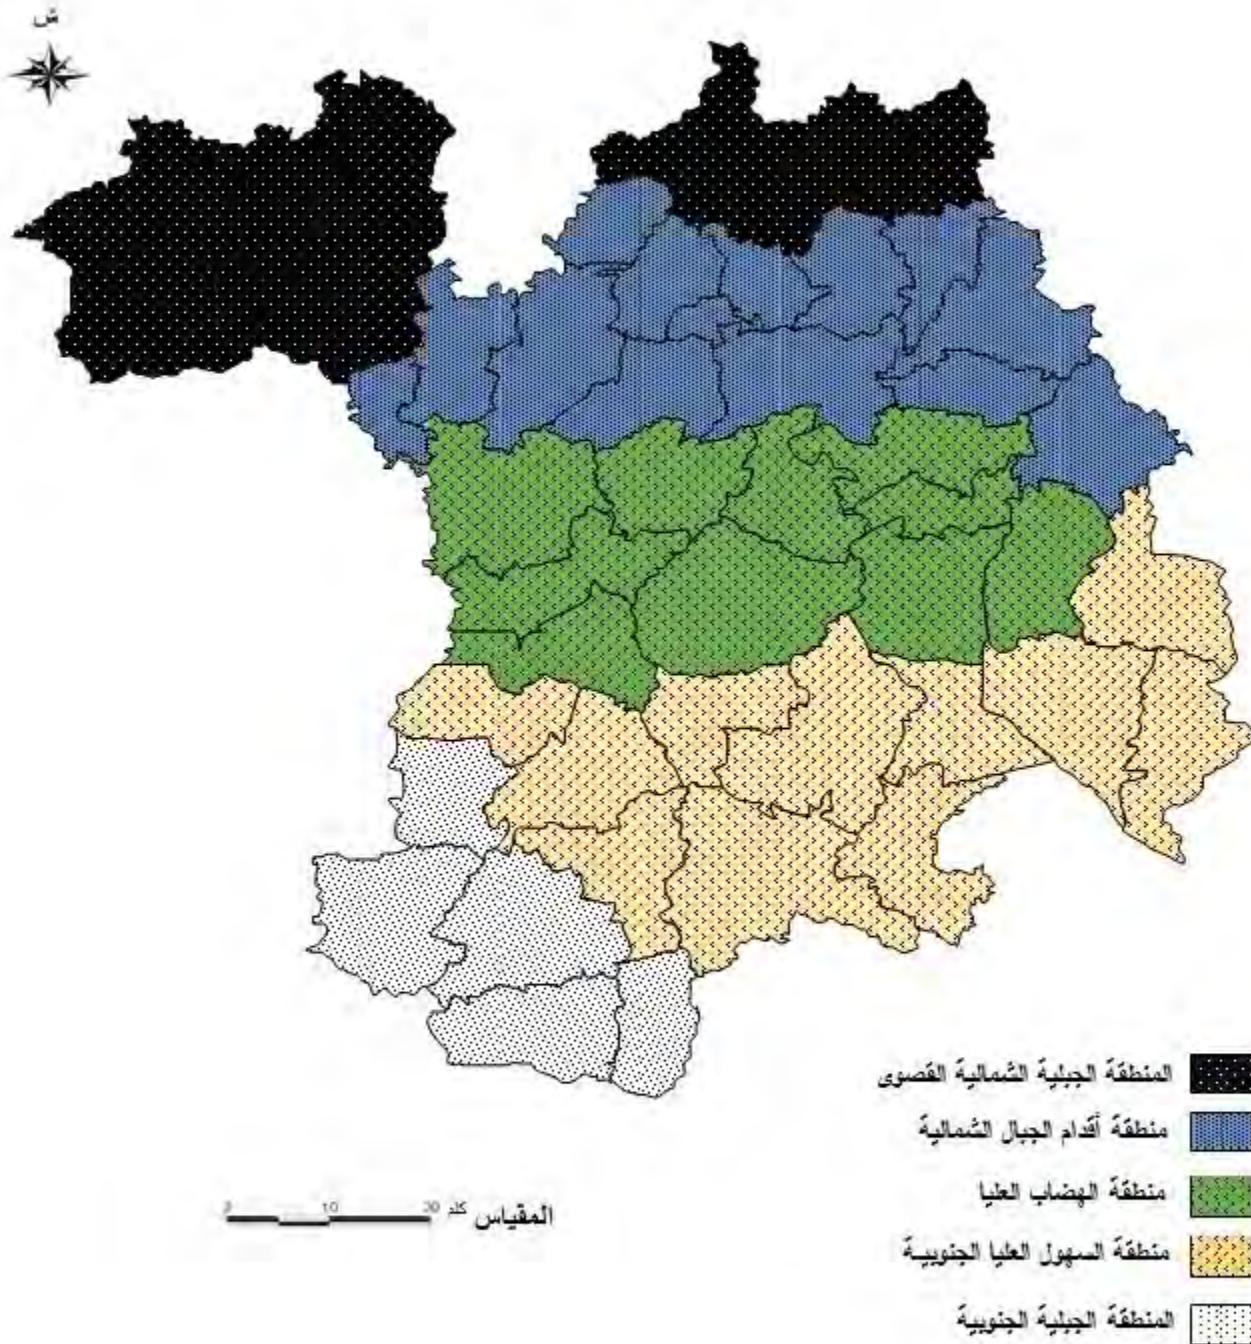 ش
المنطقة الجبلية الشمالية القصوى
منطقة أقدام الجبال الشمالية
منطقة الهضاب العليا
منطقة السهول العليا الجنوبية
المنطقة الجبلية الجنوبية
10 20 كلم المقياس